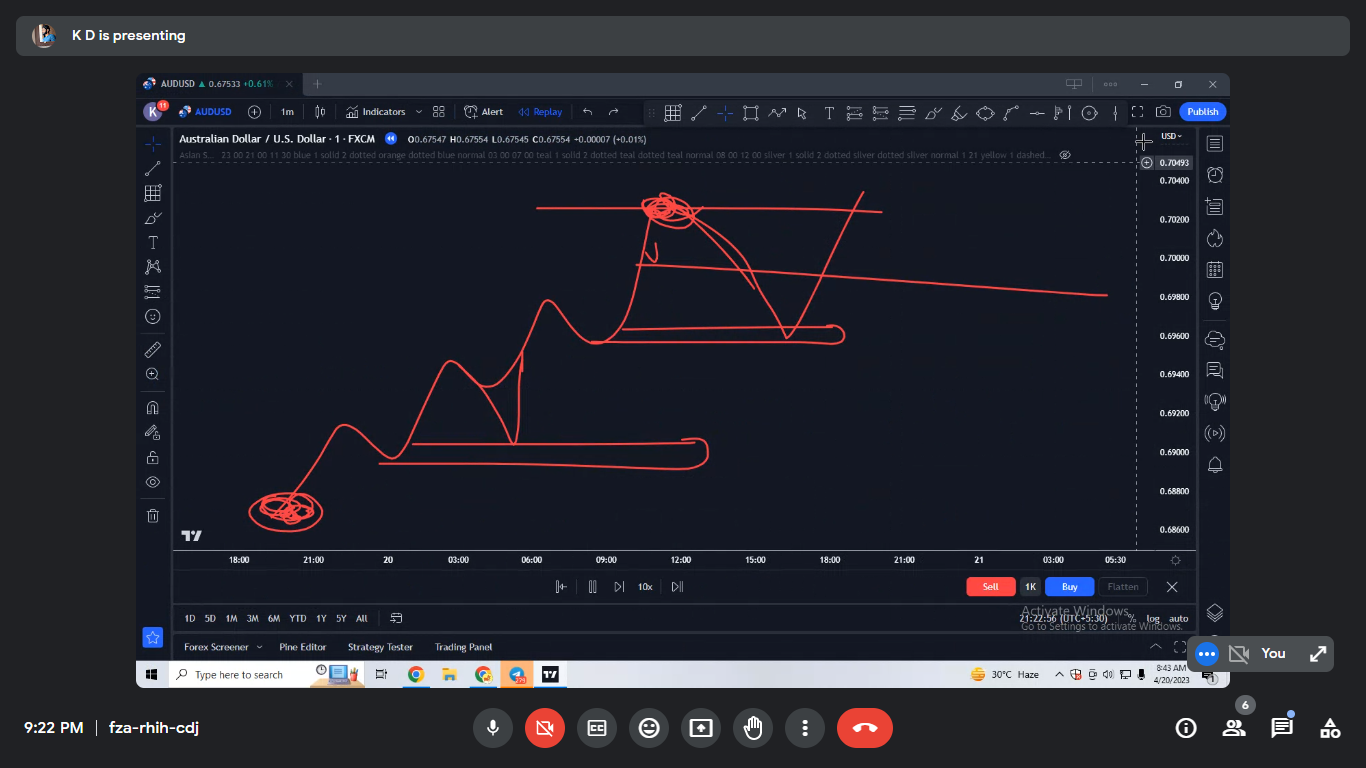 K D is presenting
AUDUSD ▲ 0.67533 +0.61%
K 11 AUDUSD 1m Indicators Alert Replay Publish
Australian Dollar / U.S. Dollar · 1 · FXCM O0.67547 H0.67554 L0.67545 C0.67554 +0.00007 (+0.01%) USD
Asian S... 23 00 21 00 11 30 blue 1 solid 2 dotted orange dotted blue normal 03 00 07 00 teal 1 solid 2 dotted teal dotted teal normal 08 00 12 00 sliver 1 solid 2 dotted sliver dotted sliver normal 1 21 yellow 1 dashed...
0.70493
0.70400
0.70200
0.70000
0.69800
0.69600
0.69400
0.69200
0.69000
0.68800
0.68600
18:00 21:00 20 03:00 06:00 09:00 12:00 15:00 18:00 21:00 21 03:00 05:30
10x Sell 1K Buy Flatten
Activate Windows
1D 5D 1M 3M 6M YTD 1Y 5Y All 21:22:56 (UTC+5:30) % log auto
Go to Settings to activate Windows.
Forex Screener Pine Editor Strategy Tester Trading Panel
You
Type here to search 30°C Haze 8:43 AM
4/20/2023
9:22 PM fza-rhih-cdj 6